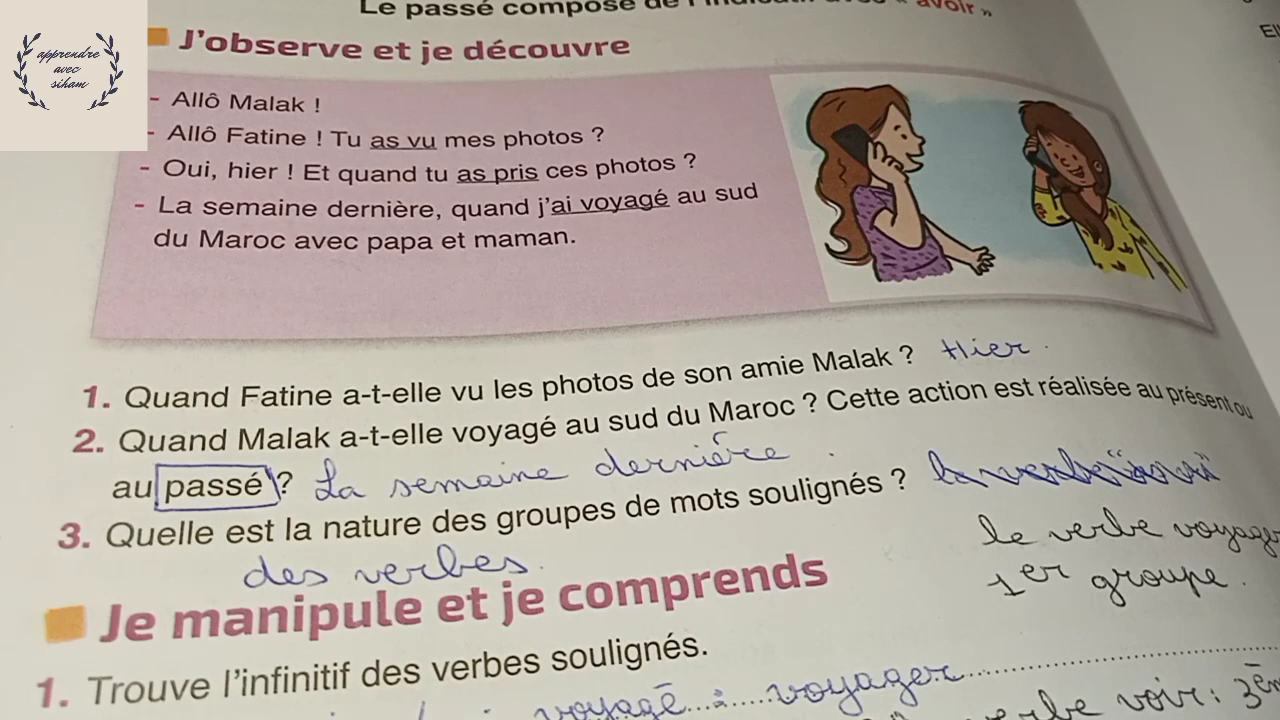 Le passé composé de l'indicatif avec « avoir »
apprendre
avec
siham
J'observe et je découvre
- Allô Malak !
- Allô Fatine ! Tu as vu mes photos ?
- Oui, hier ! Et quand tu as pris ces photos ?
- La semaine dernière, quand j'ai voyagé au sud
du Maroc avec papa et maman.
1. Quand Fatine a-t-elle vu les photos de son amie Malak ? Hier.
2. Quand Malak a-t-elle voyagé au sud du Maroc ? Cette action est réalisée au présent ou
au passé ? La semaine dernière.
3. Quelle est la nature des groupes de mots soulignés ?
des verbes.
le verbe voyager
1er groupe.
Je manipule et je comprends
1. Trouve l'infinitif des verbes soulignés.
voyagé : voyager
verbe voir : 3èm